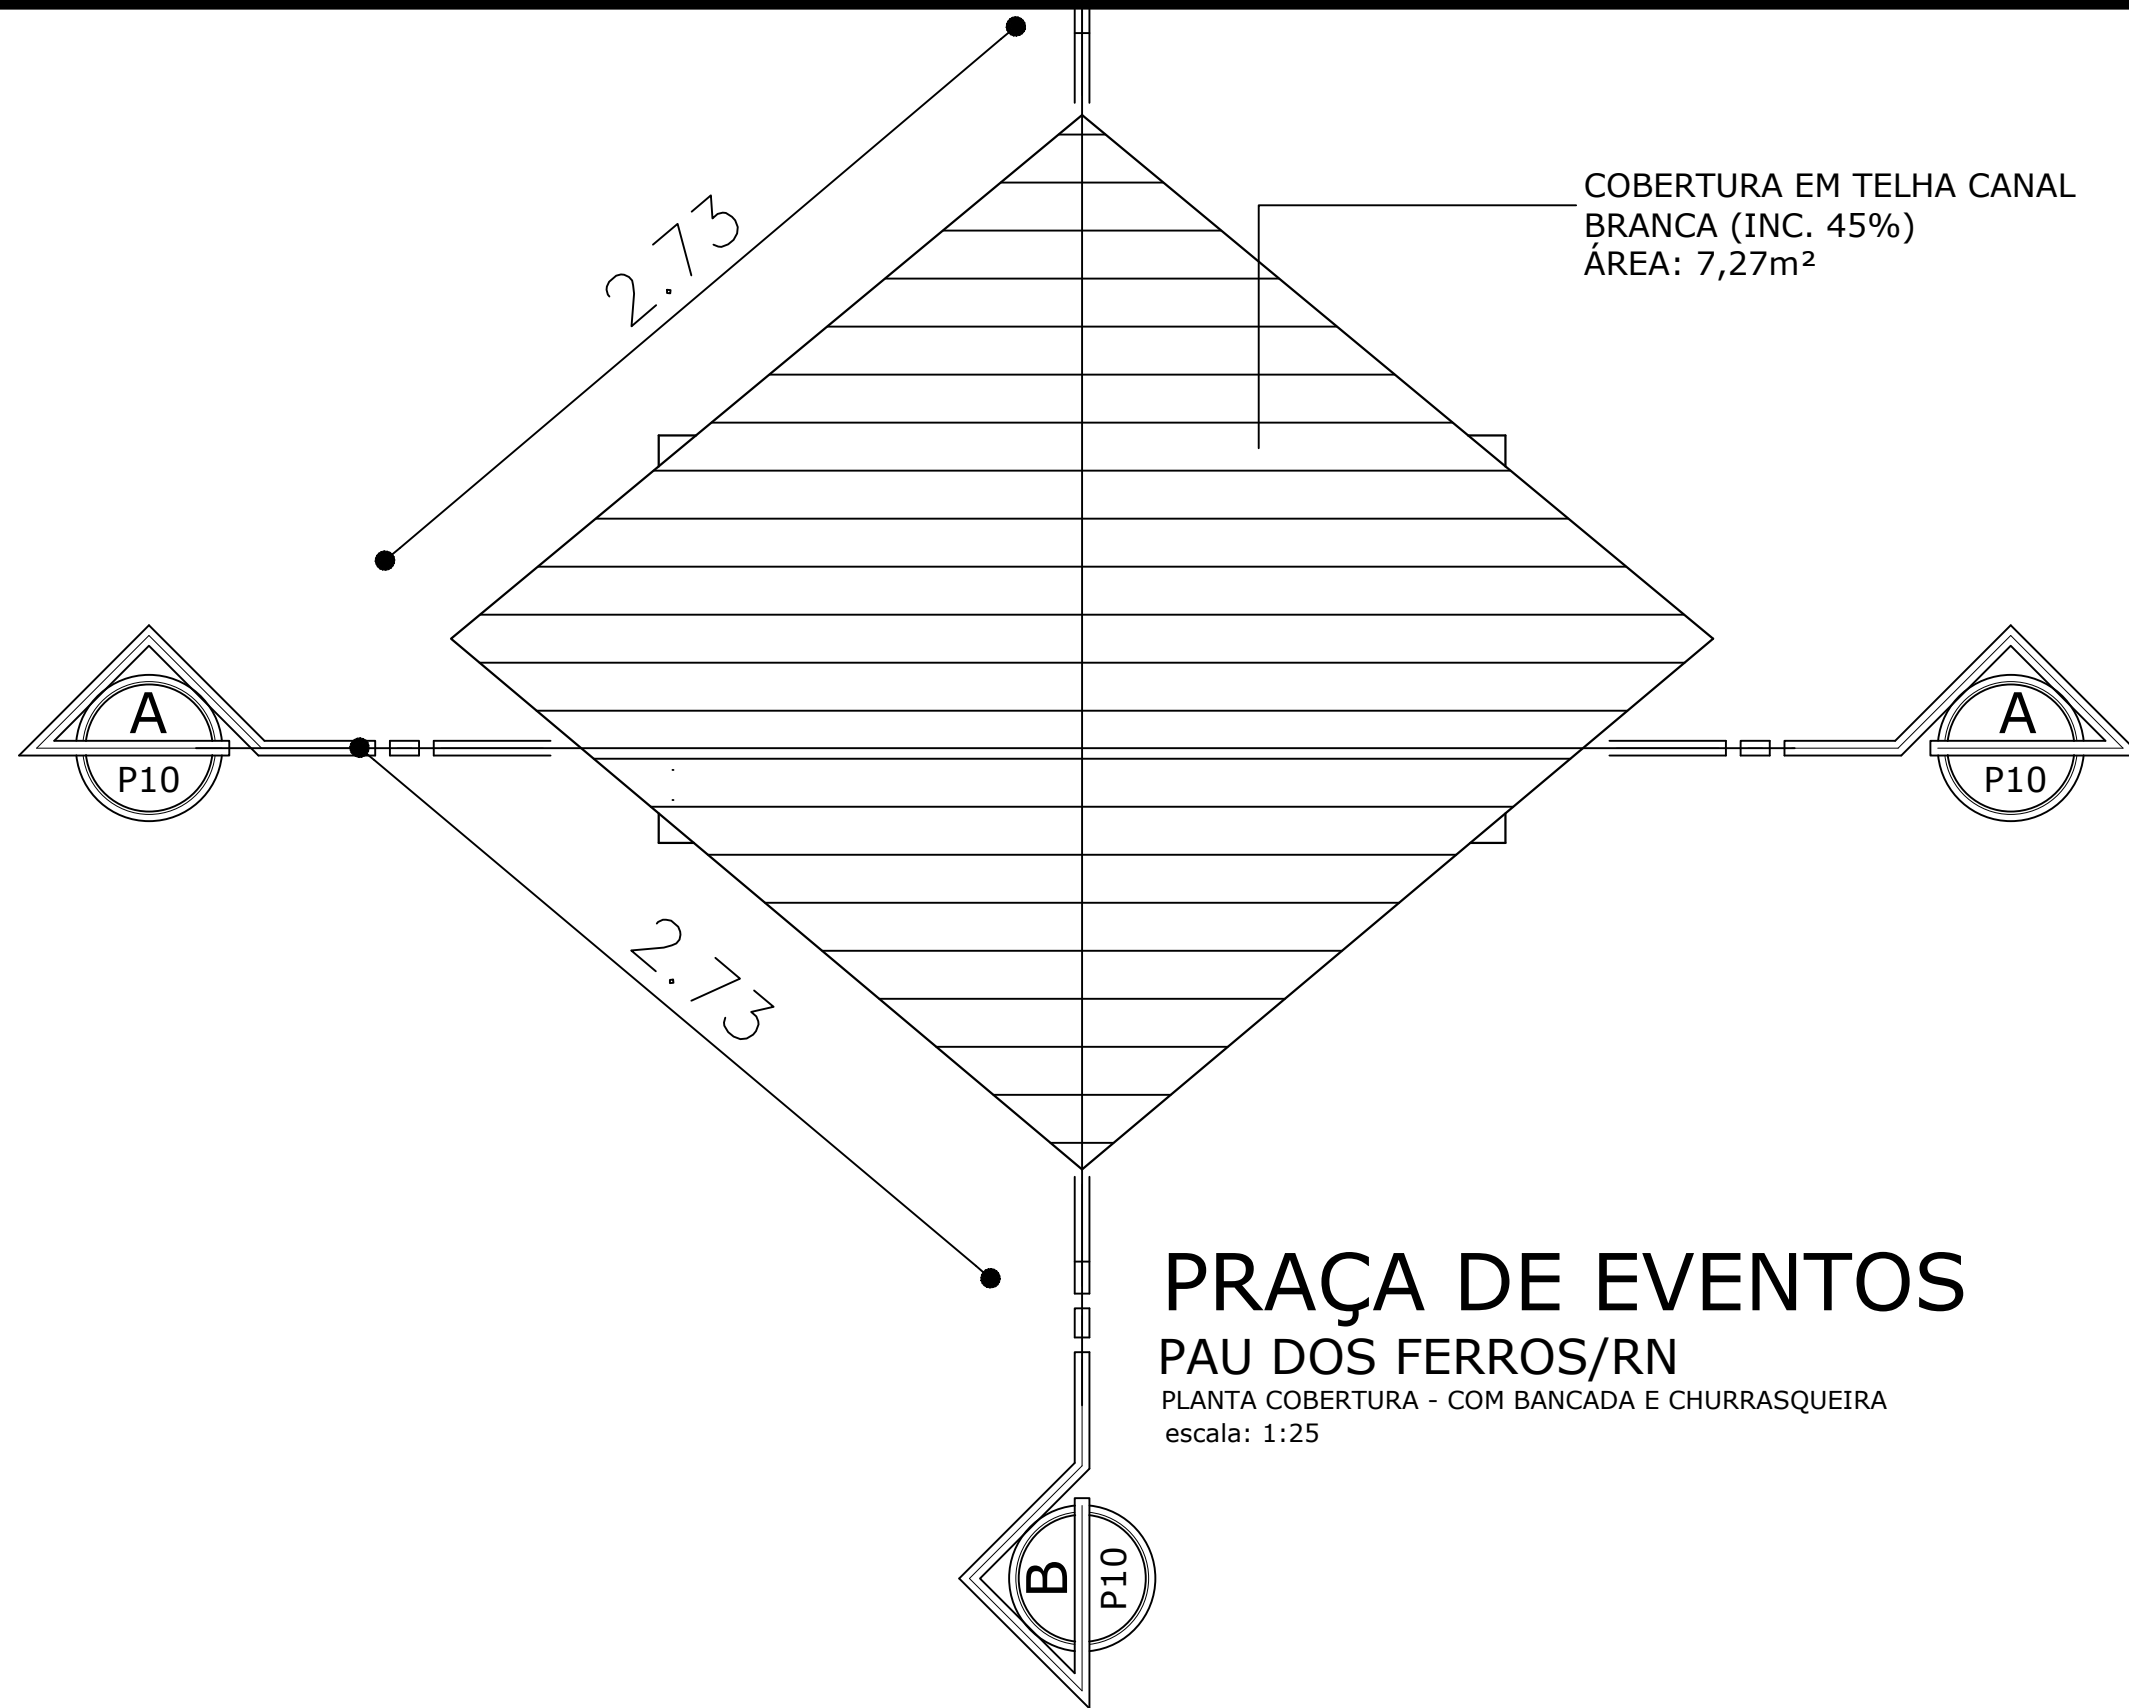 2.73
COBERTURA EM TELHA CANAL
BRANCA (INC. 45%)
ÁREA: 7,27m²
A
P10
A
P10
2.73
PRAÇA DE EVENTOS
PAU DOS FERROS/RN
PLANTA COBERTURA - COM BANCADA E CHURRASQUEIRA
escala: 1:25
B
P10